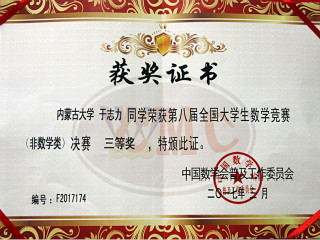 获奖证书
内蒙古大学 于志力 同学荣获第八届全国大学生数学竞赛
(非数学类)决赛 三等奖,特颁此证。
中国数学会普及工作委员会
二〇一七年 月
编号:F2017174